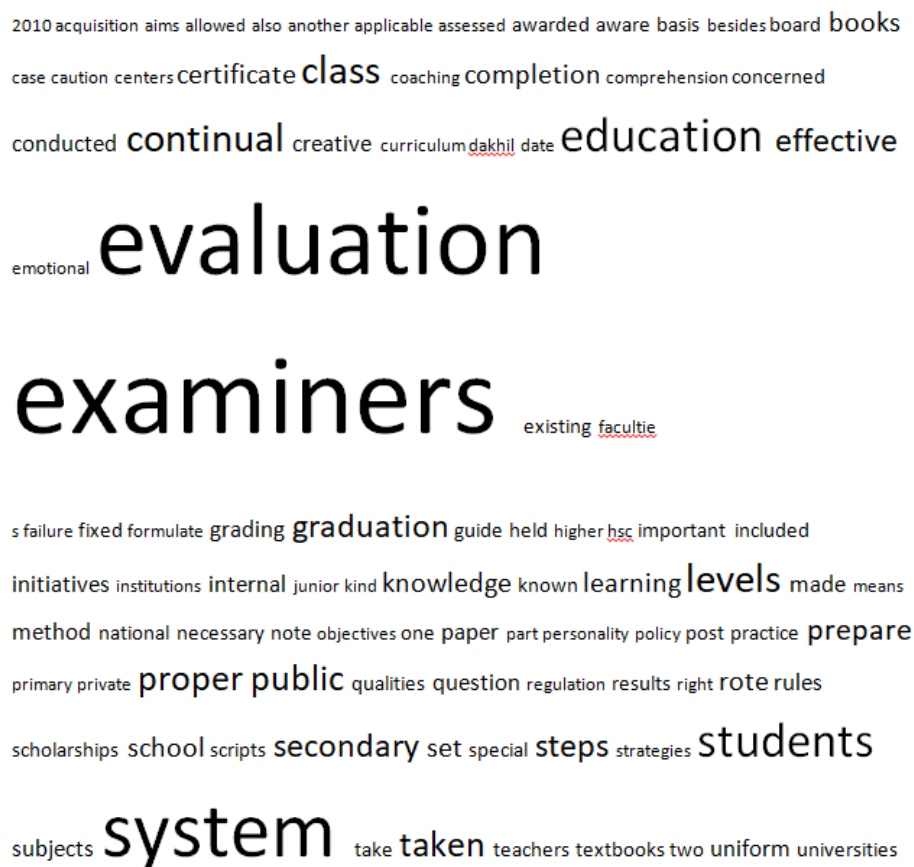 2010 acquisition aims allowed also another applicable assessed awarded aware basis besides board books
case caution centers certificate class coaching completion comprehension concerned
conducted continual creative curriculum dakhil date education effective
emotional evaluation
examiners existing facultie
s failure fixed formulate grading graduation guide held higher hsc important included
initiatives institutions internal junior kind knowledge known learning levels made means
method national necessary note objectives one paper part personality policy post practice prepare
primary private proper public qualities question regulation results right rote rules
scholarships school scripts secondary set special steps strategies students
subjects system take taken teachers textbooks two uniform universities